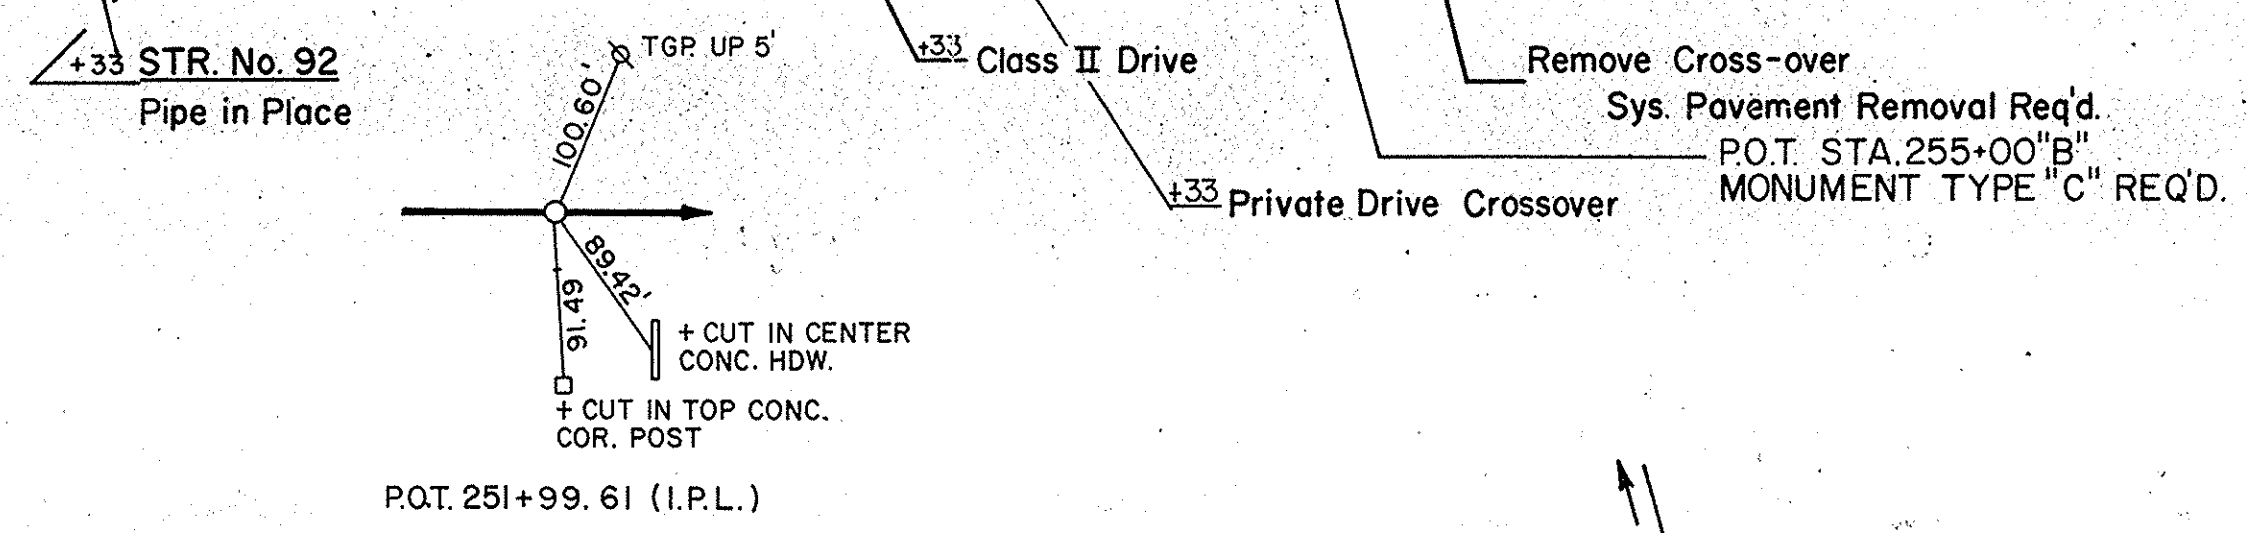 +33 STR. No. 92
Pipe in Place
TGP. UP 5'
100.60'
89.42'
91.49'
+ CUT IN CENTER
CONC. HDW.
+ CUT IN TOP CONC.
COR. POST
P.O.T. 251+99.61 (I.P.L.)
+33 Class II Drive
+33 Private Drive Crossover
Remove Cross-over
Sys. Pavement Removal Req'd.
P.O.T. STA. 255+00 "B"
MONUMENT TYPE "C" REQ'D.